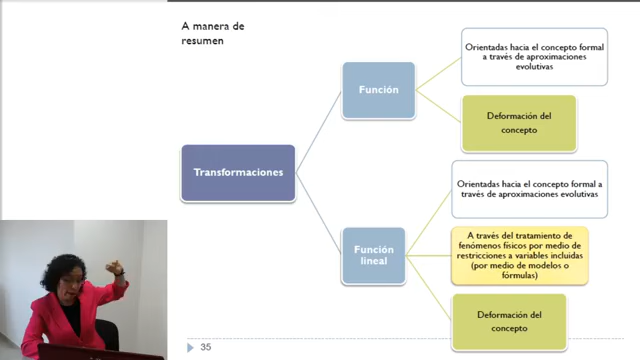 A manera de
resumen
Transformaciones
Función
Orientadas hacia el concepto formal
a través de aproximaciones
evolutivas
Deformación del
concepto
Función
lineal
Orientadas hacia el concepto formal a
través de aproximaciones evolutivas
A través del tratamiento de
fenómenos físicos por medio de
restricciones a variables incluidas
(por medio de modelos o
fórmulas)
Deformación del
concepto
35